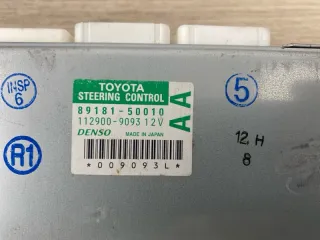 INSP
6
TOYOTA
STEERING CONTROL
89181-50010
112900-9093 12V
DENSO MADE IN JAPAN
*009093L*
AA
5
12 H
8
R1